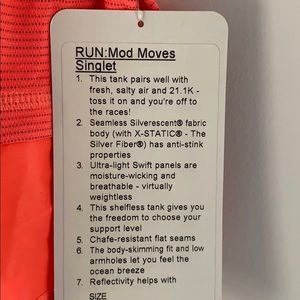 RUN:Mod Moves
Singlet
1. This tank pairs well with
fresh, salty air and 21.1K -
toss it on and you're off to
the races!
2. Seamless Silverescent® fabric
body (with X-STATIC® - The
Silver Fiber®) has anti-stink
properties
3. Ultra-light Swift panels are
moisture-wicking and
breathable - virtually
weightless
4. This shelfless tank gives you
the freedom to choose your
support level
5. Chafe-resistant flat seams
6. The body-skimming fit and low
armholes let you feel the
ocean breeze
7. Reflectivity helps with
SIZE